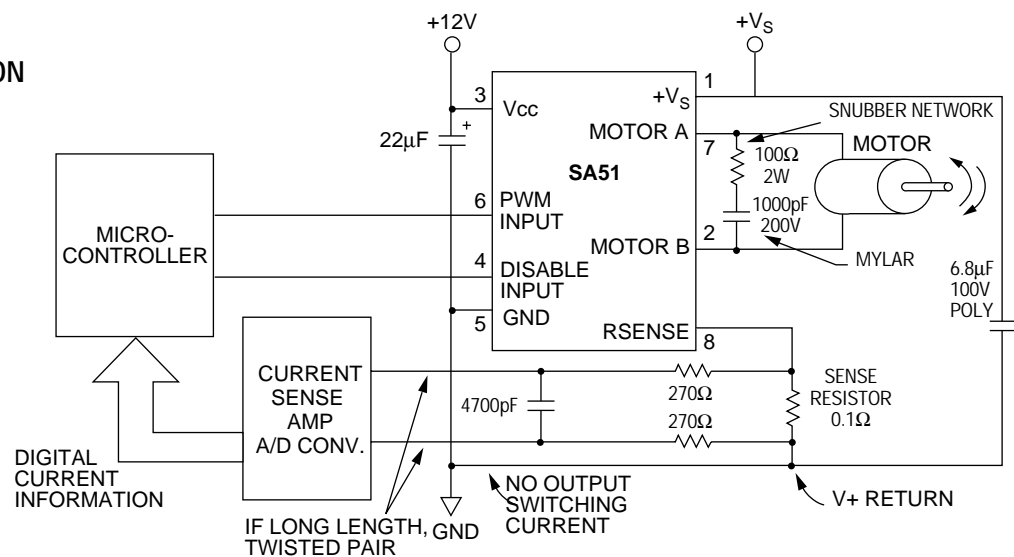 ON
+12V
+VS
3
Vcc
1
+VS
SNUBBER NETWORK
22µF
+
MOTOR A
7
MOTOR
SA51
100Ω
2W
6
PWM
INPUT
1000pF
200V
MICRO-
CONTROLLER
MOTOR B
2
4
DISABLE
INPUT
MYLAR
6.8µF
100V
POLY
5
GND
RSENSE
8
CURRENT
SENSE
AMP
A/D CONV.
4700pF
270Ω
270Ω
SENSE
RESISTOR
0.1Ω
DIGITAL
CURRENT
INFORMATION
NO OUTPUT
SWITCHING
CURRENT
V+ RETURN
IF LONG LENGTH,
TWISTED PAIR
GND